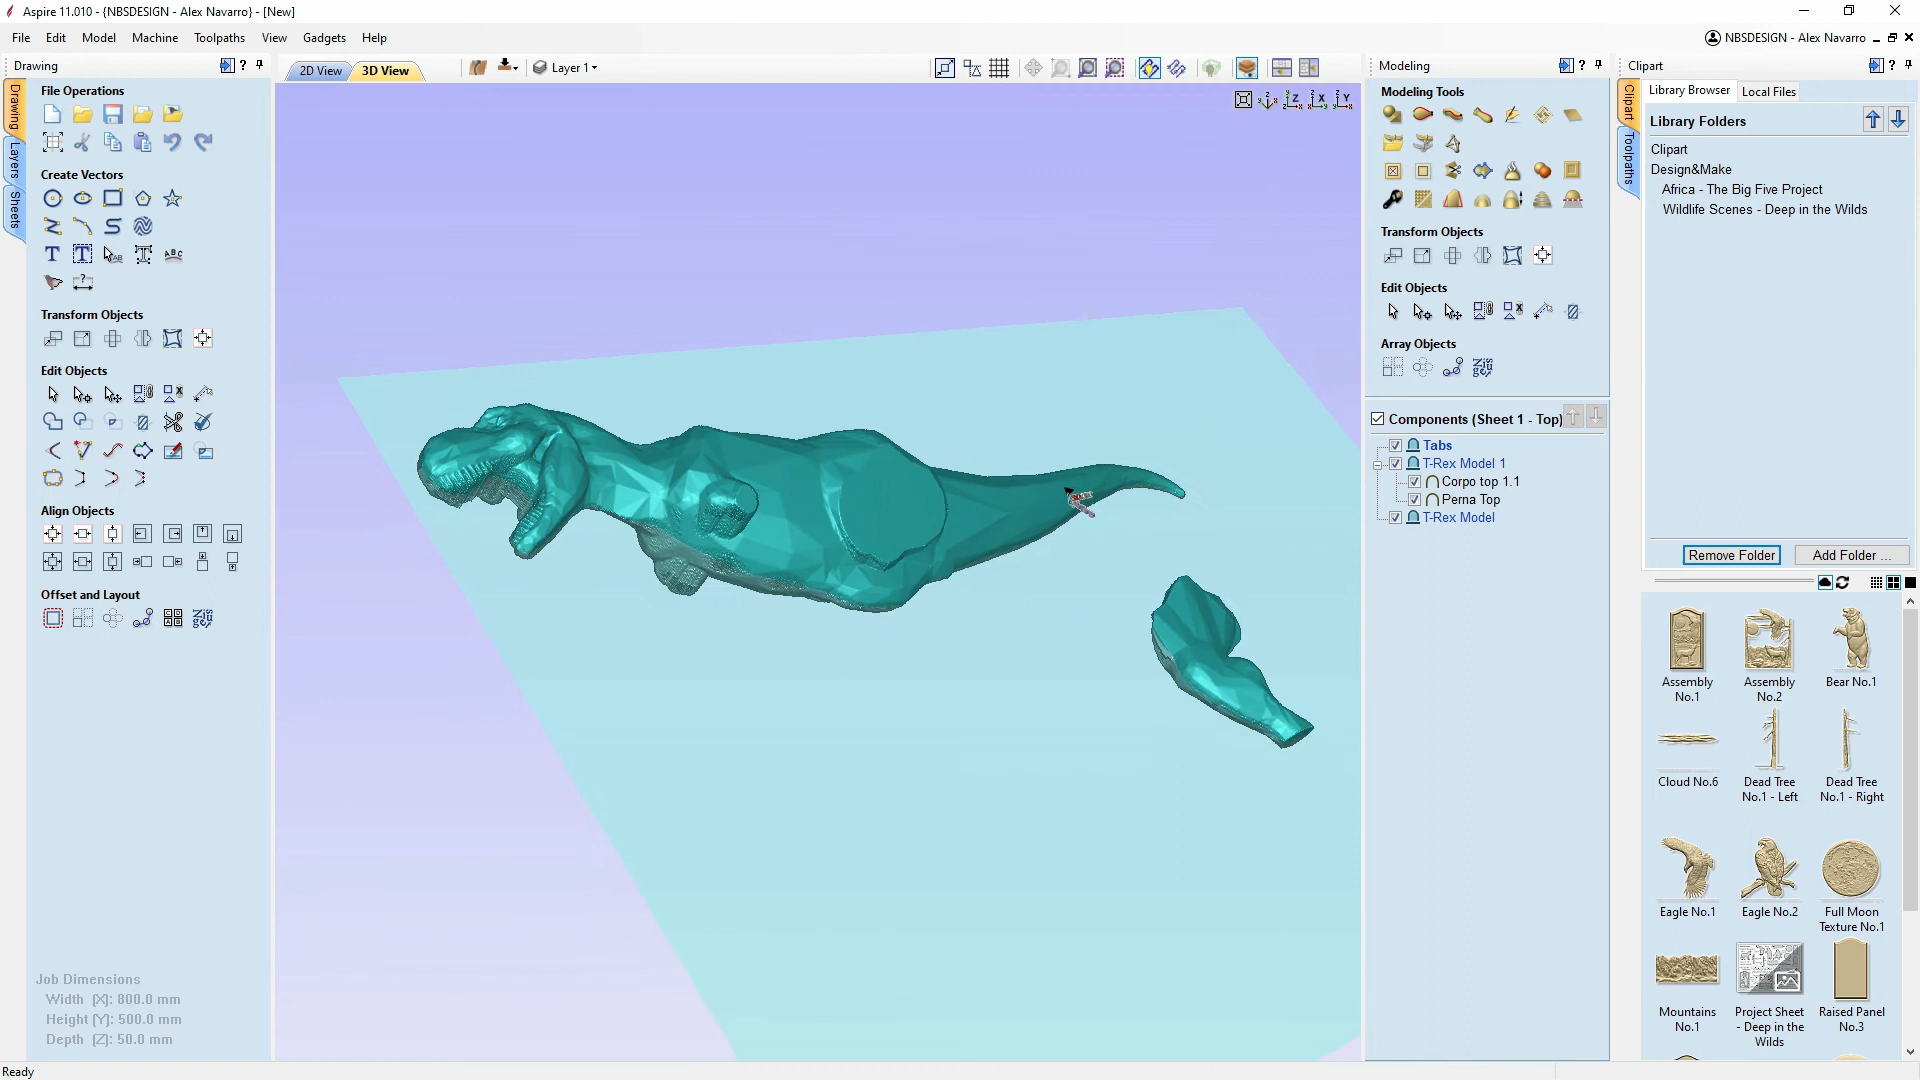 Aspire 11.010 - {NBSDESIGN - Alex Navarro} - [New]
File Edit Model Machine Toolpaths View Gadgets Help
NBSDESIGN - Alex Navarro
Drawing
2D View
3D View
Layer 1
Modeling
Clipart
Drawing
Layers
Sheets
File Operations
Create Vectors
Transform Objects
Edit Objects
Align Objects
Offset and Layout
Job Dimensions
Width (X): 800.0 mm
Height (Y): 500.0 mm
Depth (Z): 50.0 mm
Ready
Modeling Tools
Transform Objects
Edit Objects
Array Objects
Components (Sheet 1 - Top)
Tabs
T-Rex Model 1
Corpo top 1.1
Perna Top
T-Rex Model
Clipart
Toolpaths
Library Browser
Local Files
Library Folders
Clipart
Design&Make
Africa - The Big Five Project
Wildlife Scenes - Deep in the Wilds
Remove Folder
Add Folder ...
Assembly No.1
Assembly No.2
Bear No.1
Cloud No.6
Dead Tree No.1 - Left
Dead Tree No.1 - Right
Eagle No.1
Eagle No.2
Full Moon Texture No.1
Mountains No.1
Project Sheet - Deep in the Wilds
Raised Panel No.3